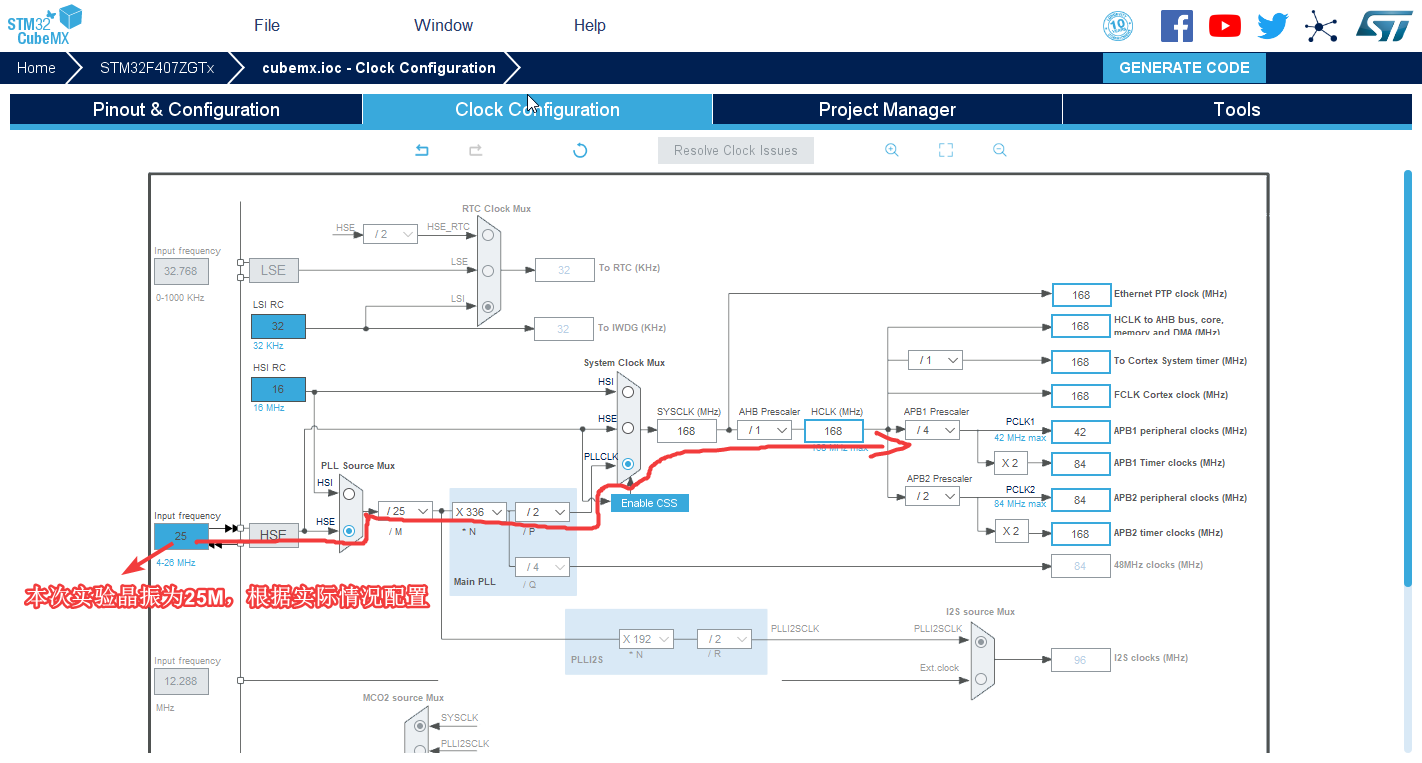 STM32
CubeMX
File
Window
Help
10
ST
Home
STM32F407ZGTx
cubemx.ioc - Clock Configuration
GENERATE CODE
Pinout & Configuration
Clock Configuration
Project Manager
Tools
Resolve Clock Issues
RTC Clock Mux
HSE
/ 2
HSE_RTC
Input frequency
32.768
LSE
LSE
32
To RTC (KHz)
0-1000 KHz
LSI RC
LSI
32
32
To IWDG (KHz)
32 KHz
168
Ethernet PTP clock (MHz)
168
HCLK to AHB bus, core,
memory and DMA (MHz)
HSI RC
System Clock Mux
/ 1
168
To Cortex System timer (MHz)
16
HSI
16 MHz
168
FCLK Cortex clock (MHz)
HSE
SYSCLK (MHz)
AHB Prescaler
HCLK (MHz)
APB1 Prescaler
168
/ 1
168
/ 4
PCLK1
42
APB1 peripheral clocks (MHz)
42 MHz max
PLLCLK
PLL Source Mux
X 2
84
APB1 Timer clocks (MHz)
HSI
APB2 Prescaler
/ 2
PCLK2
84
APB2 peripheral clocks (MHz)
84 MHz max
Enable CSS
Input frequency
HSE
/ 25
X 336
/ 2
25
HSE
/ M
* N
/ P
X 2
168
APB2 timer clocks (MHz)
4-26 MHz
/ 4
84
48MHz clocks (MHz)
Main PLL
/ Q
本次实验晶振为25M，根据实际情况配置
I2S source Mux
X 192
/ 2
PLLI2SCLK
PLLI2SCLK
PLLI2S
* N
/ R
Input frequency
96
I2S clocks (MHz)
Ext.clock
12.288
MHz
MCO2 source Mux
SYSCLK
PLLI2SCLK